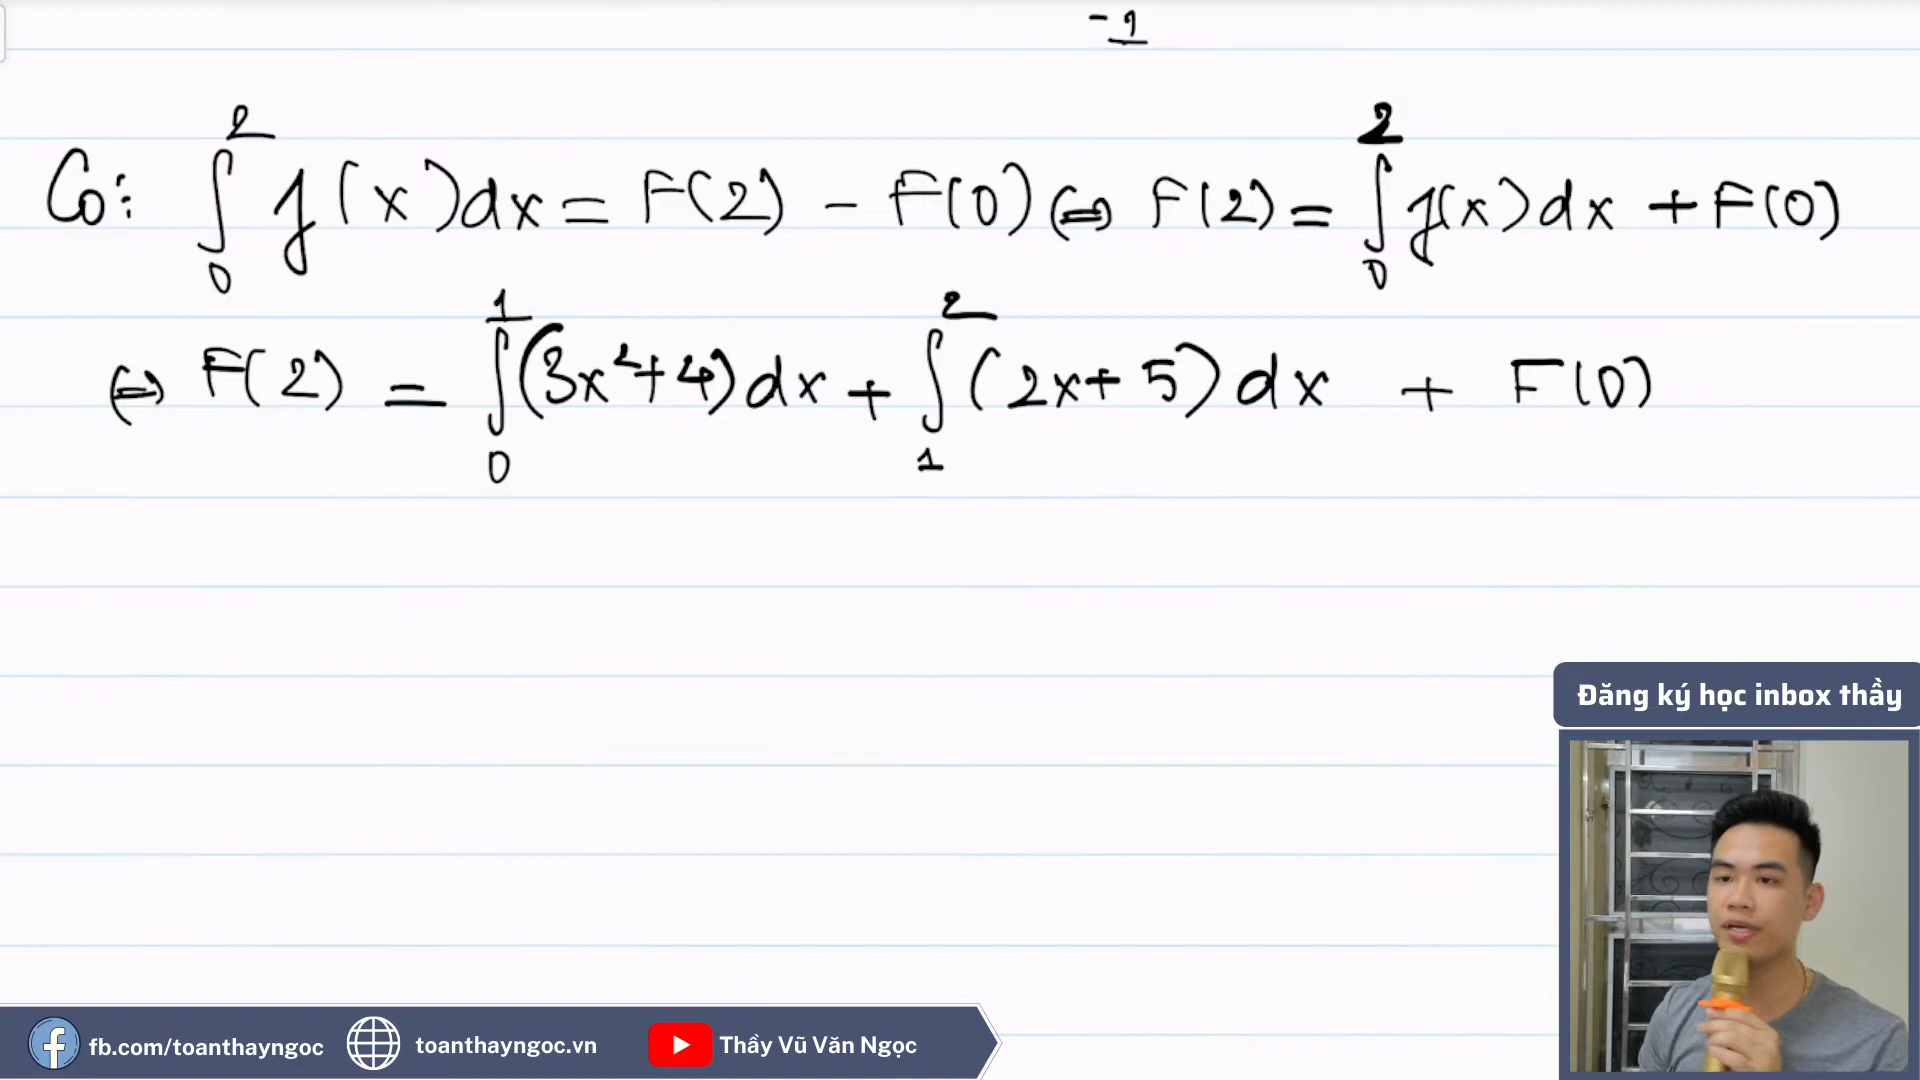 -1
Có: ∫₀² f(x)dx = F(2) - F(0) ⇔ F(2) = ∫₀² f(x)dx + F(0)
⇔ F(2) = ∫₀¹ (3x²+4)dx + ∫₁² (2x+5)dx + F(0)
Đăng ký học inbox thầy
fb.com/toanthayngoc toanthayngoc.vn Thầy Vũ Văn Ngọc